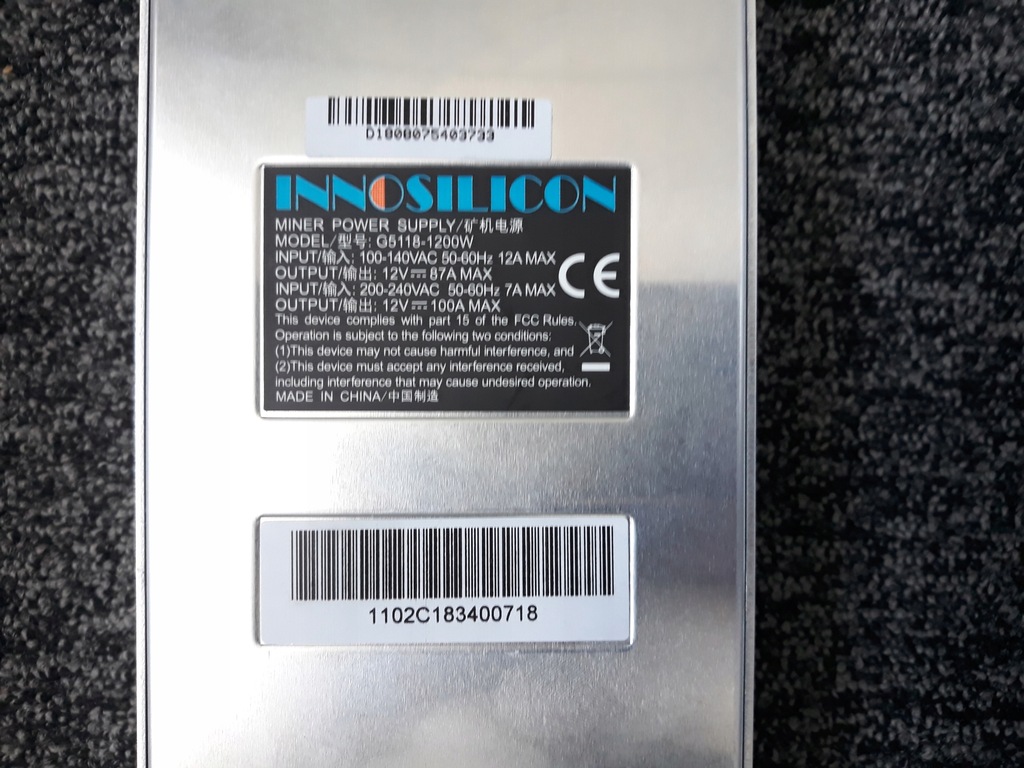 D1808075403733
INNOSILICON
MINER POWER SUPPLY/矿机电源
MODEL/型号: G5118-1200W
INPUT/输入: 100-140VAC 50-60Hz 12A MAX
OUTPUT/输出: 12V⎓87A MAX
INPUT/输入: 200-240VAC 50-60Hz 7A MAX
OUTPUT/输出: 12V⎓100A MAX
CE
This device complies with part 15 of the FCC Rules.
Operation is subject to the following two conditions:
(1)This device may not cause harmful interference, and
(2)This device must accept any interference received,
including interference that may cause undesired operation.
MADE IN CHINA/中国制造
1102C183400718